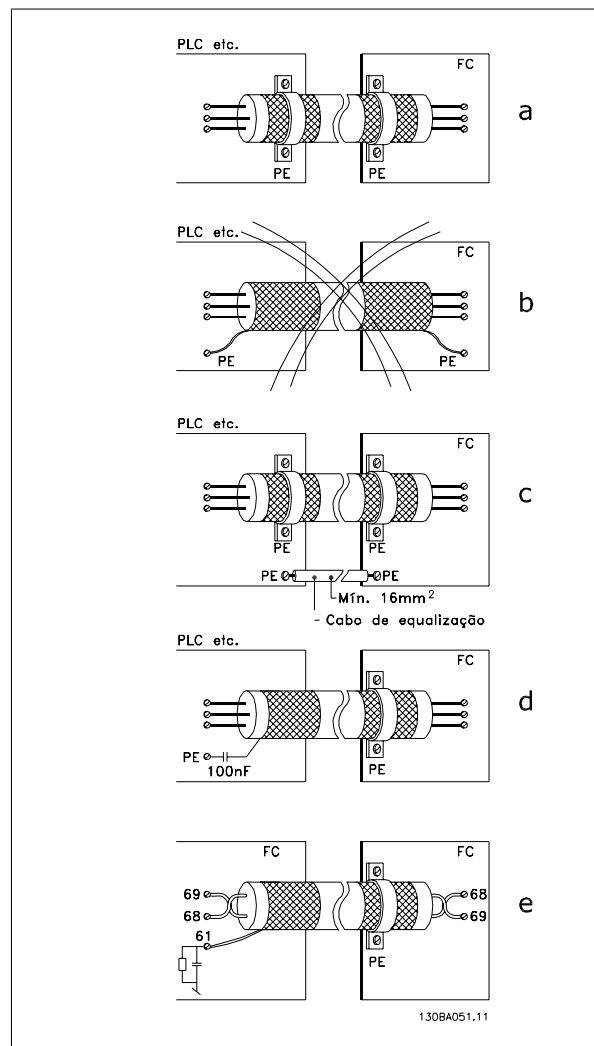 PLC etc.
FC
a
PE
PE
PLC etc.
FC
b
PE
PE
PLC etc.
FC
c
PE
PE
PE
PE
Mín. 16mm²
- Cabo de equalização
PLC etc.
FC
d
PE
100nF
PE
FC
FC
69
68
e
68
69
61
PE
130BA051.11